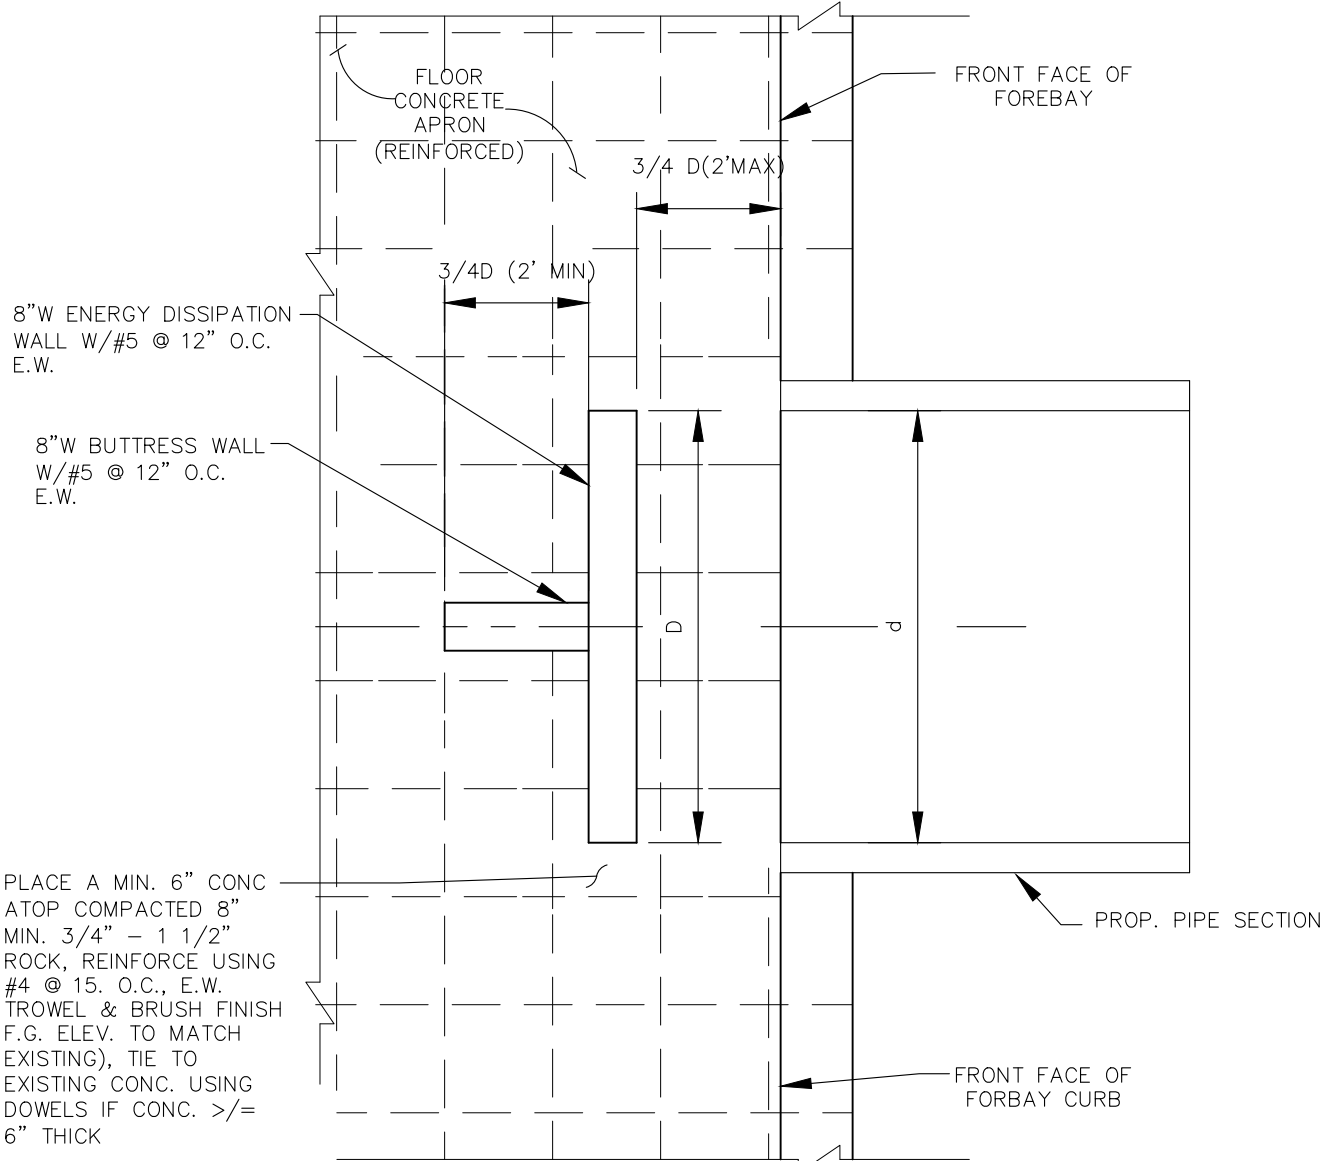 FLOOR
CONCRETE
APRON
(REINFORCED)
FRONT FACE OF
FOREBAY
3/4 D(2'MAX)
3/4D (2' MIN)
8"W ENERGY DISSIPATION
WALL W/#5 @ 12" O.C.
E.W.
8"W BUTTRESS WALL
W/#5 @ 12" O.C.
E.W.
D
d
PLACE A MIN. 6" CONC
ATOP COMPACTED 8"
MIN. 3/4" – 1 1/2"
ROCK, REINFORCE USING
#4 @ 15. O.C., E.W.
TROWEL & BRUSH FINISH
F.G. ELEV. TO MATCH
EXISTING), TIE TO
EXISTING CONC. USING
DOWELS IF CONC. >/=
6" THICK
PROP. PIPE SECTION
FRONT FACE OF
FORBAY CURB